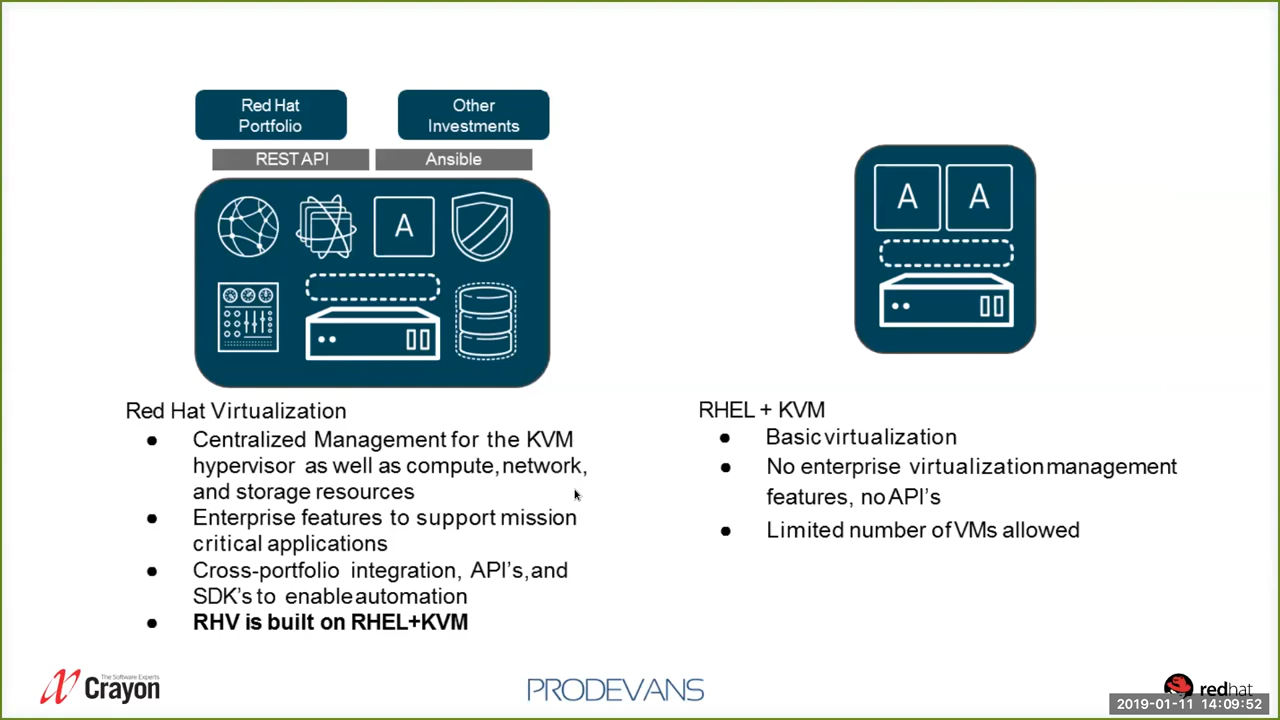 Red Hat
Portfolio
Other
Investments
REST API
Ansible
A
A
A
Red Hat Virtualization
● Centralized Management for the KVM
hypervisor as well as compute, network,
and storage resources
● Enterprise features to support mission
critical applications
● Cross-portfolio integration, API's, and
SDK's to enable automation
● RHV is built on RHEL+KVM
RHEL + KVM
● Basic virtualization
● No enterprise virtualization management
features, no API's
● Limited number of VMs allowed
The Software Experts
Crayon
PRODEVANS
redhat
2019-01-11 14:09:52